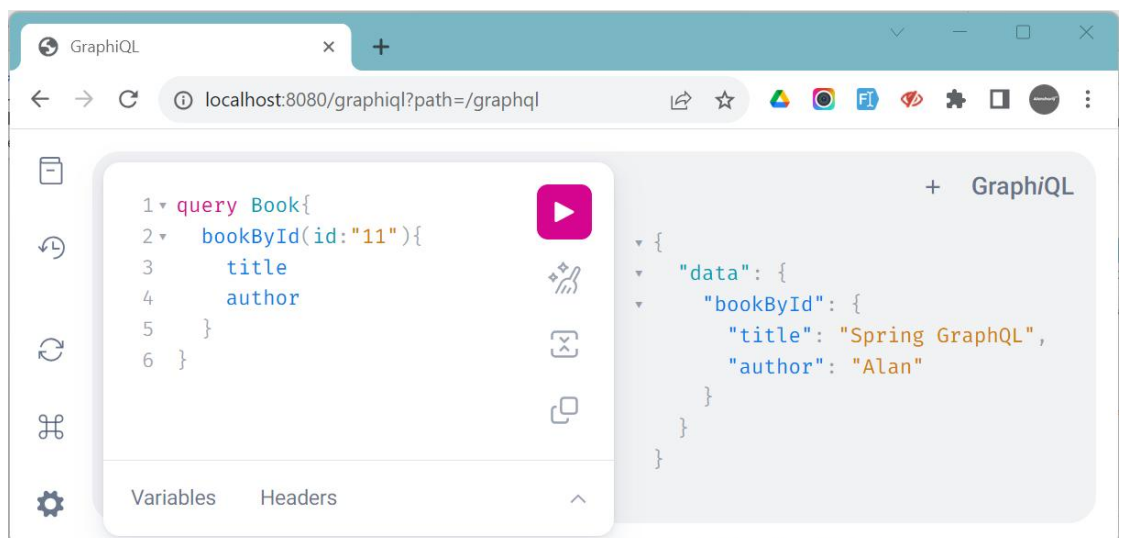 GraphiQL
localhost:8080/graphiql?path=/graphql
FI
1 query Book{
2 bookById(id:"11"){
3 title
4 author
5 }
6 }
Variables Headers
+ GraphiQL
{
"data": {
"bookById": {
"title": "Spring GraphQL",
"author": "Alan"
}
}
}